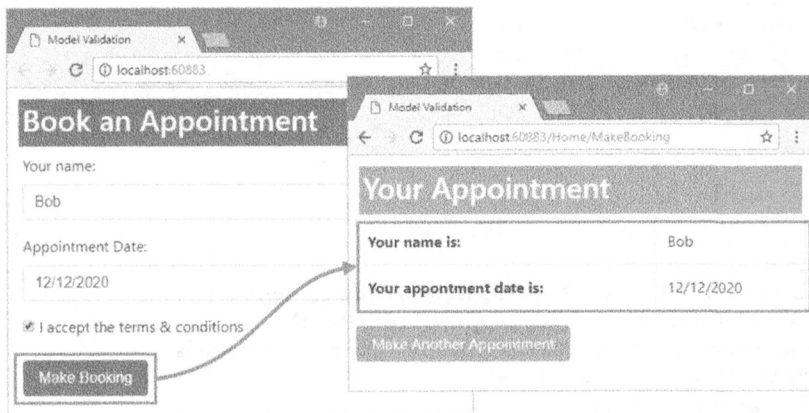 Model Validation
localhost:60883
Book an Appointment
Your name:
Bob
Appointment Date:
12/12/2020
I accept the terms & conditions
Make Booking
Model Validation
localhost:60883/Home/MakeBooking
Your Appointment
Your name is: Bob
Your appontment date is: 12/12/2020
Make Another Appointment